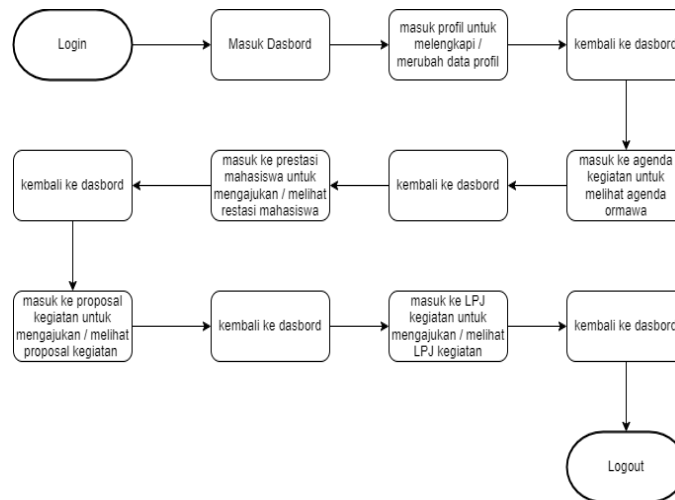 Login
Masuk Dasbord
masuk profil untuk
melengkapi /
merubah data profil
kembali ke dasbord
masuk ke agenda
kegiatan untuk
melihat agenda
ormawa
kembali ke dasbord
masuk ke prestasi
mahasiswa untuk
mengajukan / melihat
restasi mahasiswa
kembali ke dasbord
masuk ke proposal
kegiatan untuk
mengajukan / melihat
proposal kegiatan
kembali ke dasbord
masuk ke LPJ
kegiatan untuk
mengajukan / melihat
LPJ kegiatan
kembali ke dasbord
Logout